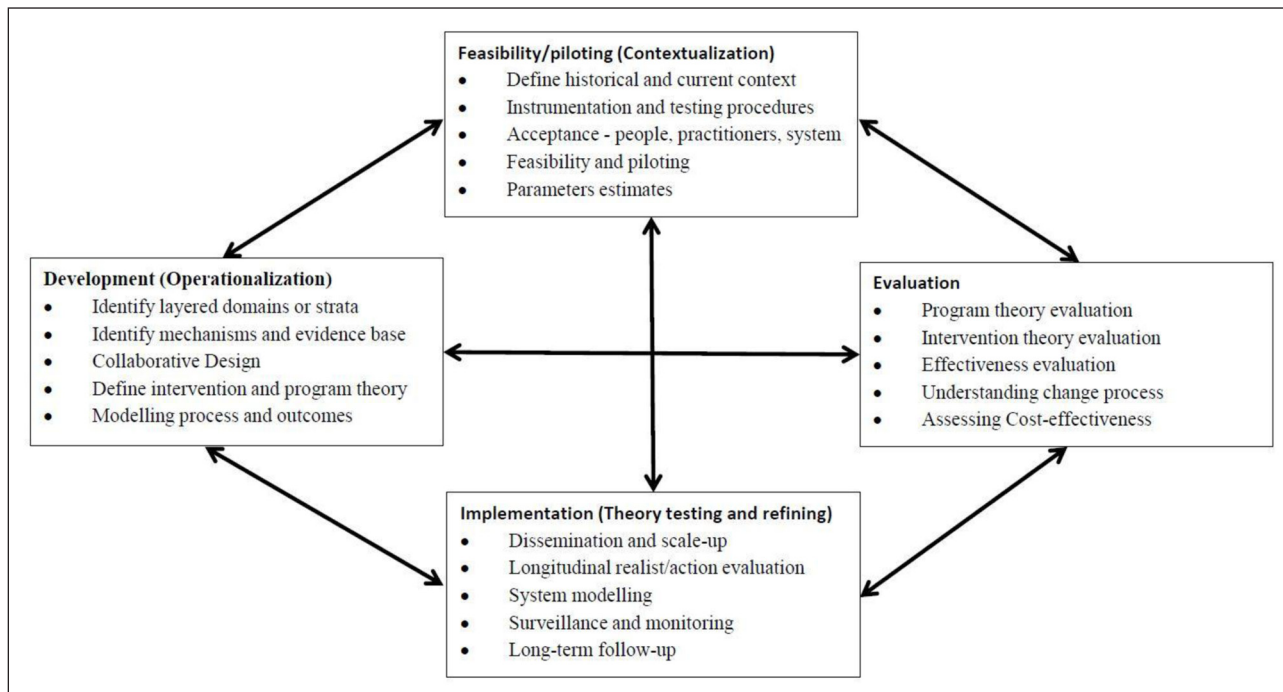 Feasibility/piloting (Contextualization)
• Define historical and current context
• Instrumentation and testing procedures
• Acceptance - people, practitioners, system
• Feasibility and piloting
• Parameters estimates
Development (Operationalization)
• Identify layered domains or strata
• Identify mechanisms and evidence base
• Collaborative Design
• Define intervention and program theory
• Modelling process and outcomes
Evaluation
• Program theory evaluation
• Intervention theory evaluation
• Effectiveness evaluation
• Understanding change process
• Assessing Cost-effectiveness
Implementation (Theory testing and refining)
• Dissemination and scale-up
• Longitudinal realist/action evaluation
• System modelling
• Surveillance and monitoring
• Long-term follow-up